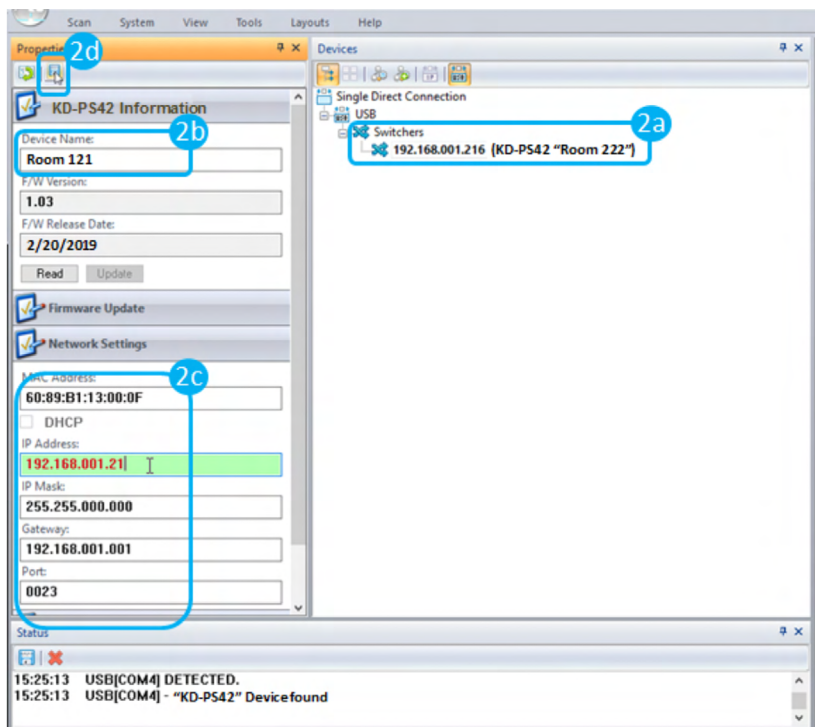 Scan System View Tools Layouts Help
Properti
2d
KD-PS42 Information
2b
Device Name:
Room 121
F/W Version:
1.03
F/W Release Date:
2/20/2019
Read Update
Firmware Update
Network Settings
2c
MAC Address:
60:89:B1:13:00:0F
DHCP
IP Address:
192.168.001.21
IP Mask:
255.255.000.000
Gateway:
192.168.001.001
Port:
0023
Devices
Single Direct Connection
USB
2a
Switchers
192.168.001.216 (KD-PS42 “Room 222”)
Status
15:25:13 USB[COM4] DETECTED.
15:25:13 USB[COM4] - “KD-PS42” Device found